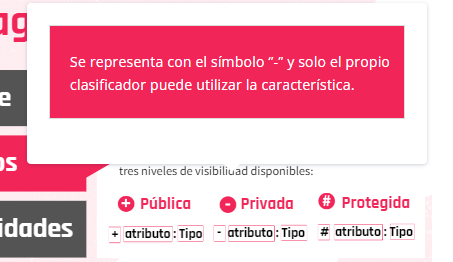 ag
Se representa con el símbolo “-” y solo el propio
clasificador puede utilizar la característica.
e
os
tres niveles de visibilidad disponibles:
+ Pública
- Privada
# Protegida
+ atributo: Tipo
- atributo: Tipo
# atributo: Tipo
idades